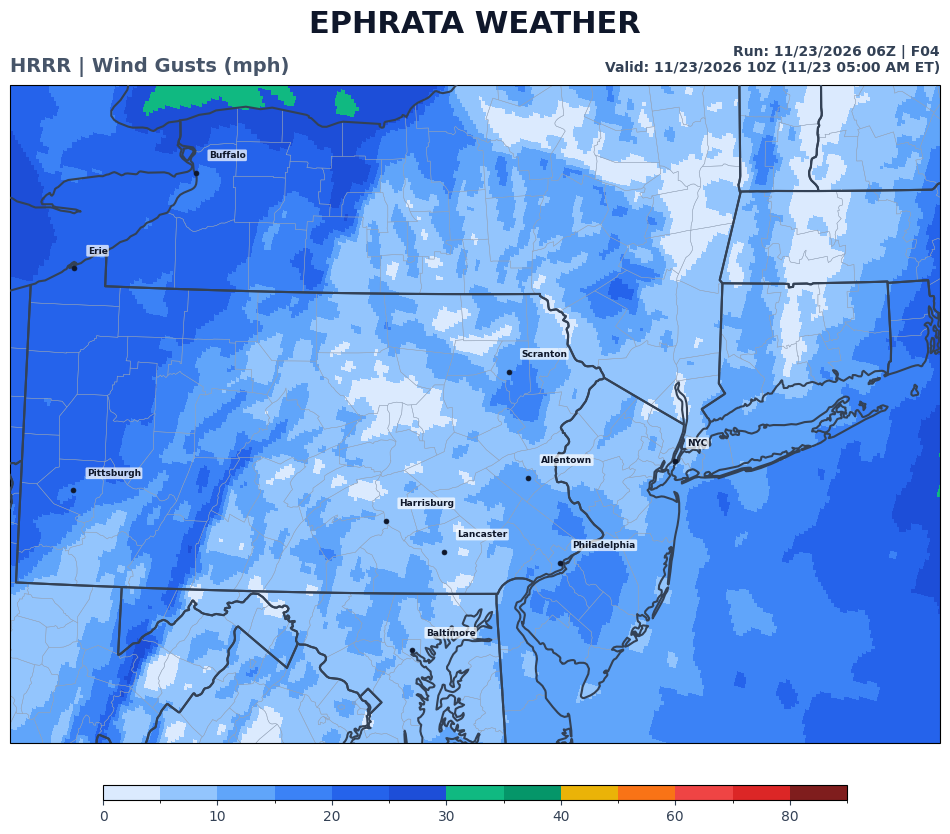 EPHRATA WEATHER
HRRR | Wind Gusts (mph)
Run: 11/23/2026 06Z | F04
Valid: 11/23/2026 10Z (11/23 05:00 AM ET)
Buffalo
Erie
Scranton
NYC
Allentown
Pittsburgh
Harrisburg
Lancaster
Philadelphia
Baltimore
0 10 20 30 40 60 80